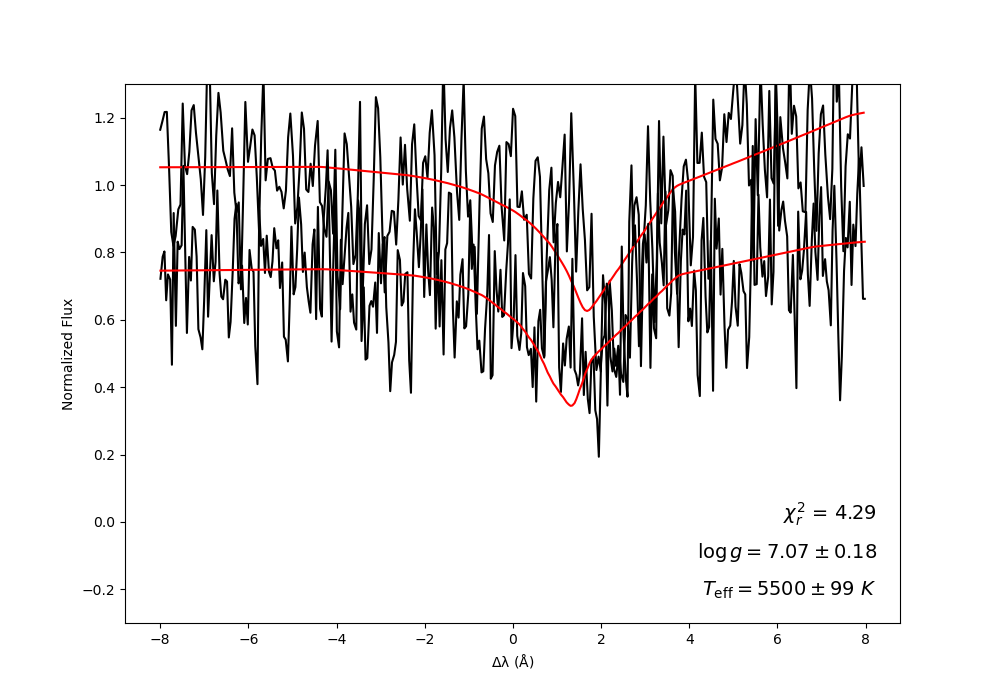 1.2
1.0
0.8
0.6
0.4
0.2
0.0
−0.2
Normalized Flux
χ²ᵣ = 4.29
log g = 7.07 ± 0.18
T_eff = 5500 ± 99 K
−8 −6 −4 −2 0 2 4 6 8
Δλ (Å)